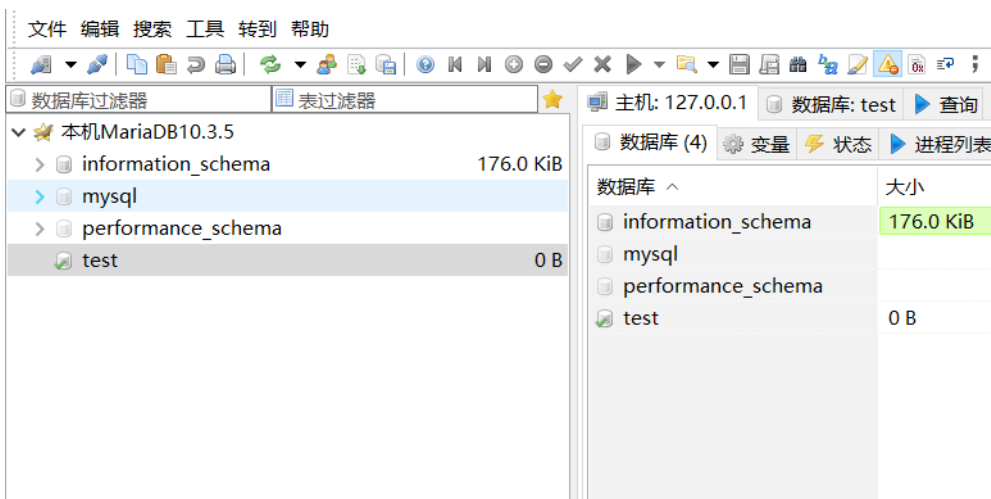 文件 编辑 搜索 工具 转到 帮助
数据库过滤器 表过滤器
本机MariaDB10.3.5
information_schema 176.0 KiB
mysql
performance_schema
test 0 B
主机: 127.0.0.1 数据库: test 查询
数据库 (4) 变量 状态 进程列表
数据库 大小
information_schema 176.0 KiB
mysql
performance_schema
test 0 B